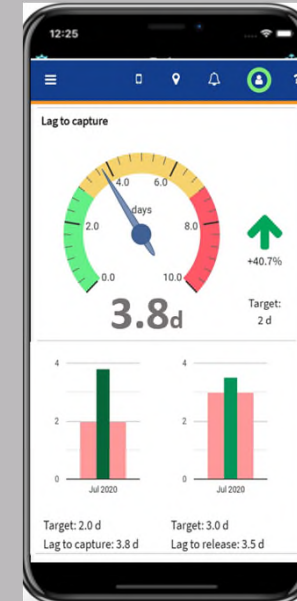 12:25
?
Lag to capture
4.0 6.0
days
2.0 8.0
0.0 10.0
+40.7%
3.8d
Target:
2 d
4 4
2 2
0 0
Jul 2020 Jul 2020
Target: 2.0 d Target: 3.0 d
Lag to capture: 3.8 d Lag to release: 3.5 d